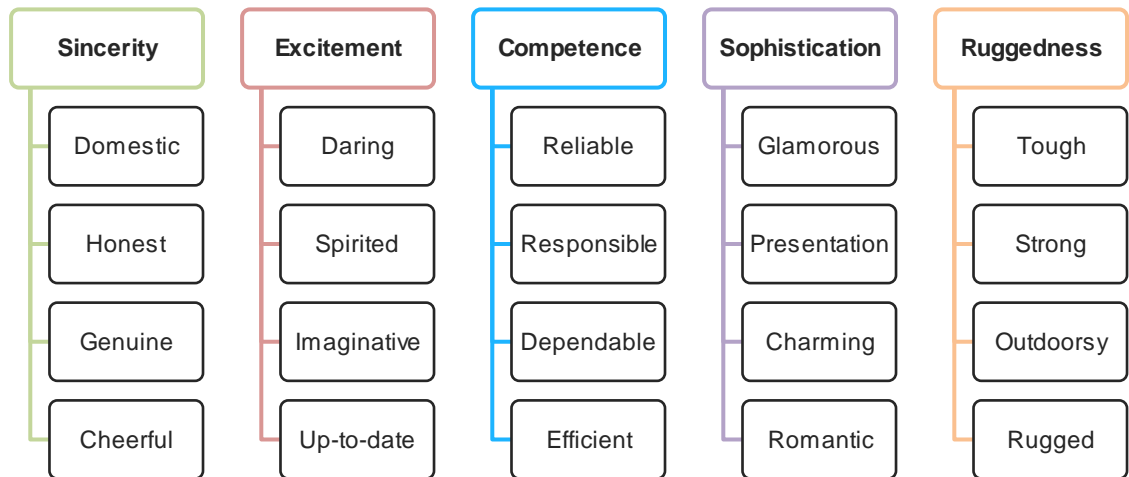 Sincerity
Domestic
Honest
Genuine
Cheerful
Excitement
Daring
Spirited
Imaginative
Up-to-date
Competence
Reliable
Responsible
Dependable
Efficient
Sophistication
Glamorous
Presentation
Charming
Romantic
Ruggedness
Tough
Strong
Outdoorsy
Rugged